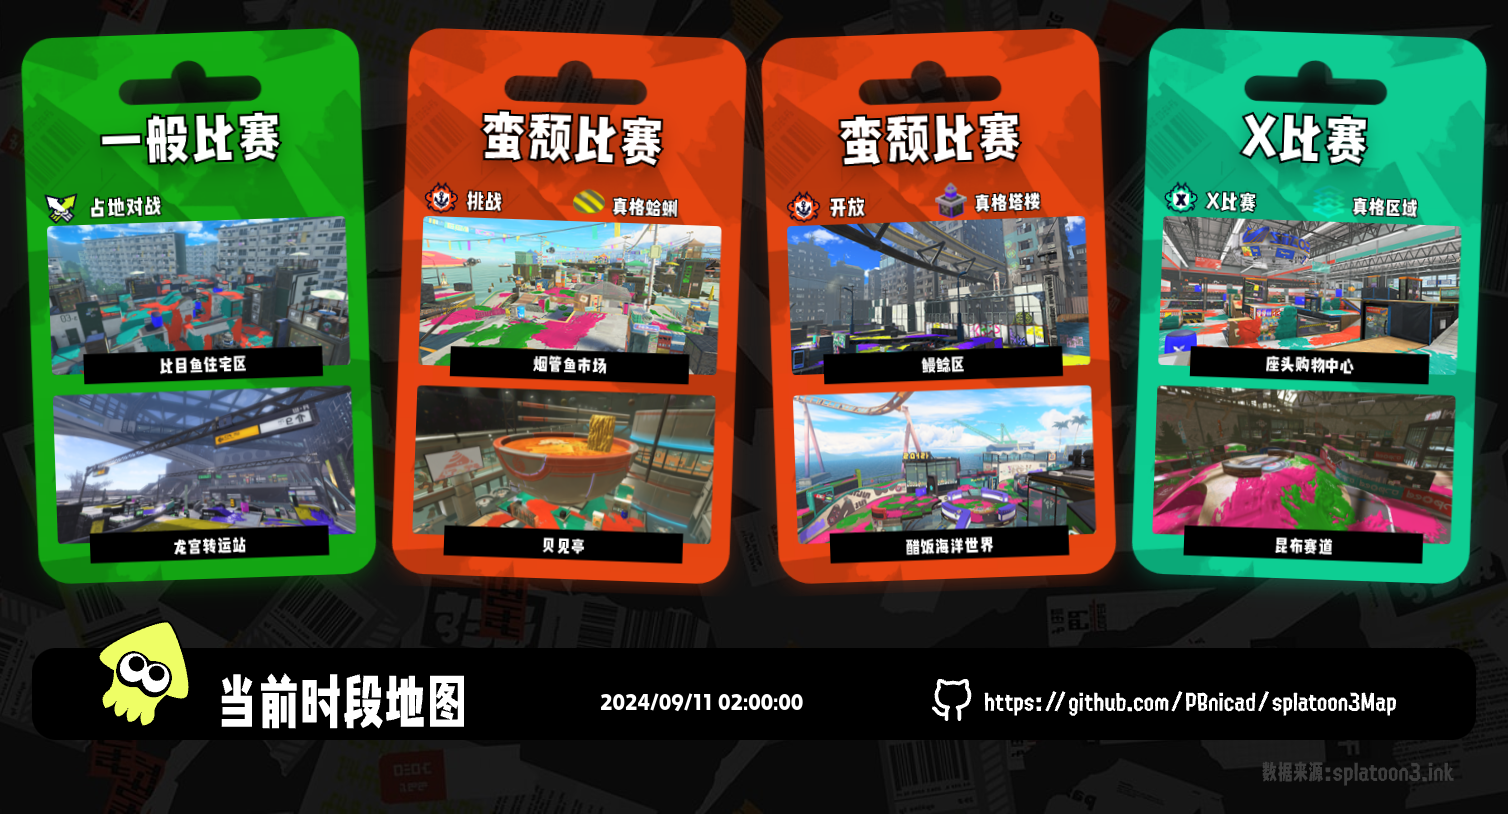 一般比赛
占地对战
比目鱼住宅区
龙宫转运站
蛮颓比赛
挑战
真格蛤蜊
烟管鱼市场
贝见亭
蛮颓比赛
开放
真格塔楼
鳗鲶区
醋饭海洋世界
X比赛
X比赛
真格区域
座头购物中心
昆布赛道
当前时段地图
2024/09/11 02:00:00
https://github.com/PBnicad/splatoon3Map
数据来源:splatoon3.ink